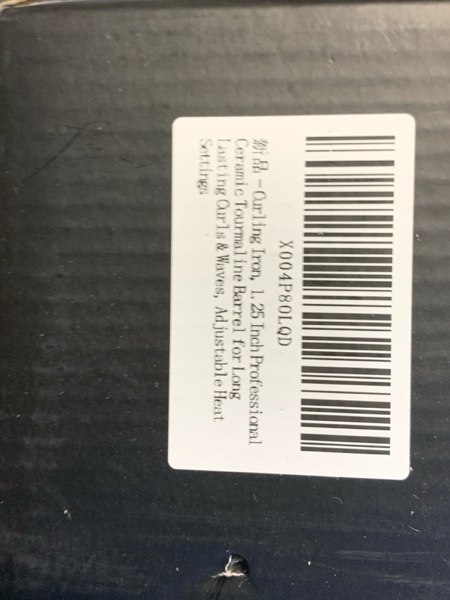 X004P80LQD
新品 - Curling Iron, 1.25 Inch Professional
Ceramic Tourmaline Barrel for Long
Lasting Curls & Waves, Adjustable Heat
Settings